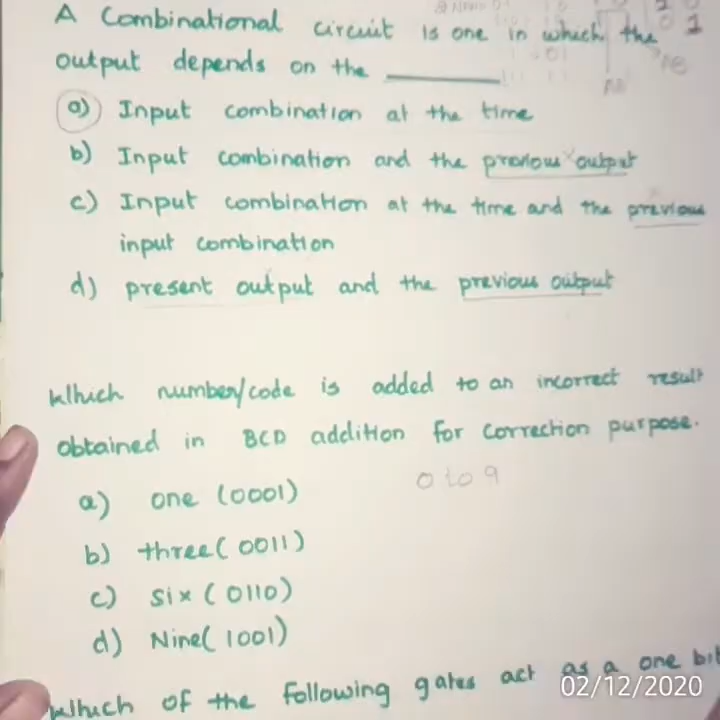 A Combinational circuit is one in which the
output depends on the ______
a) Input combination at the time
b) Input combination and the previous output
c) Input combination at the time and the previous
input combination
d) present output and the previous output
Which number/code is added to an incorrect result
obtained in BCD addition for correction purpose.
0 to 9
a) one (0001)
b) three (0011)
c) six (0110)
d) Nine (1001)
Which of the following gates act as a one bit
02/12/2020